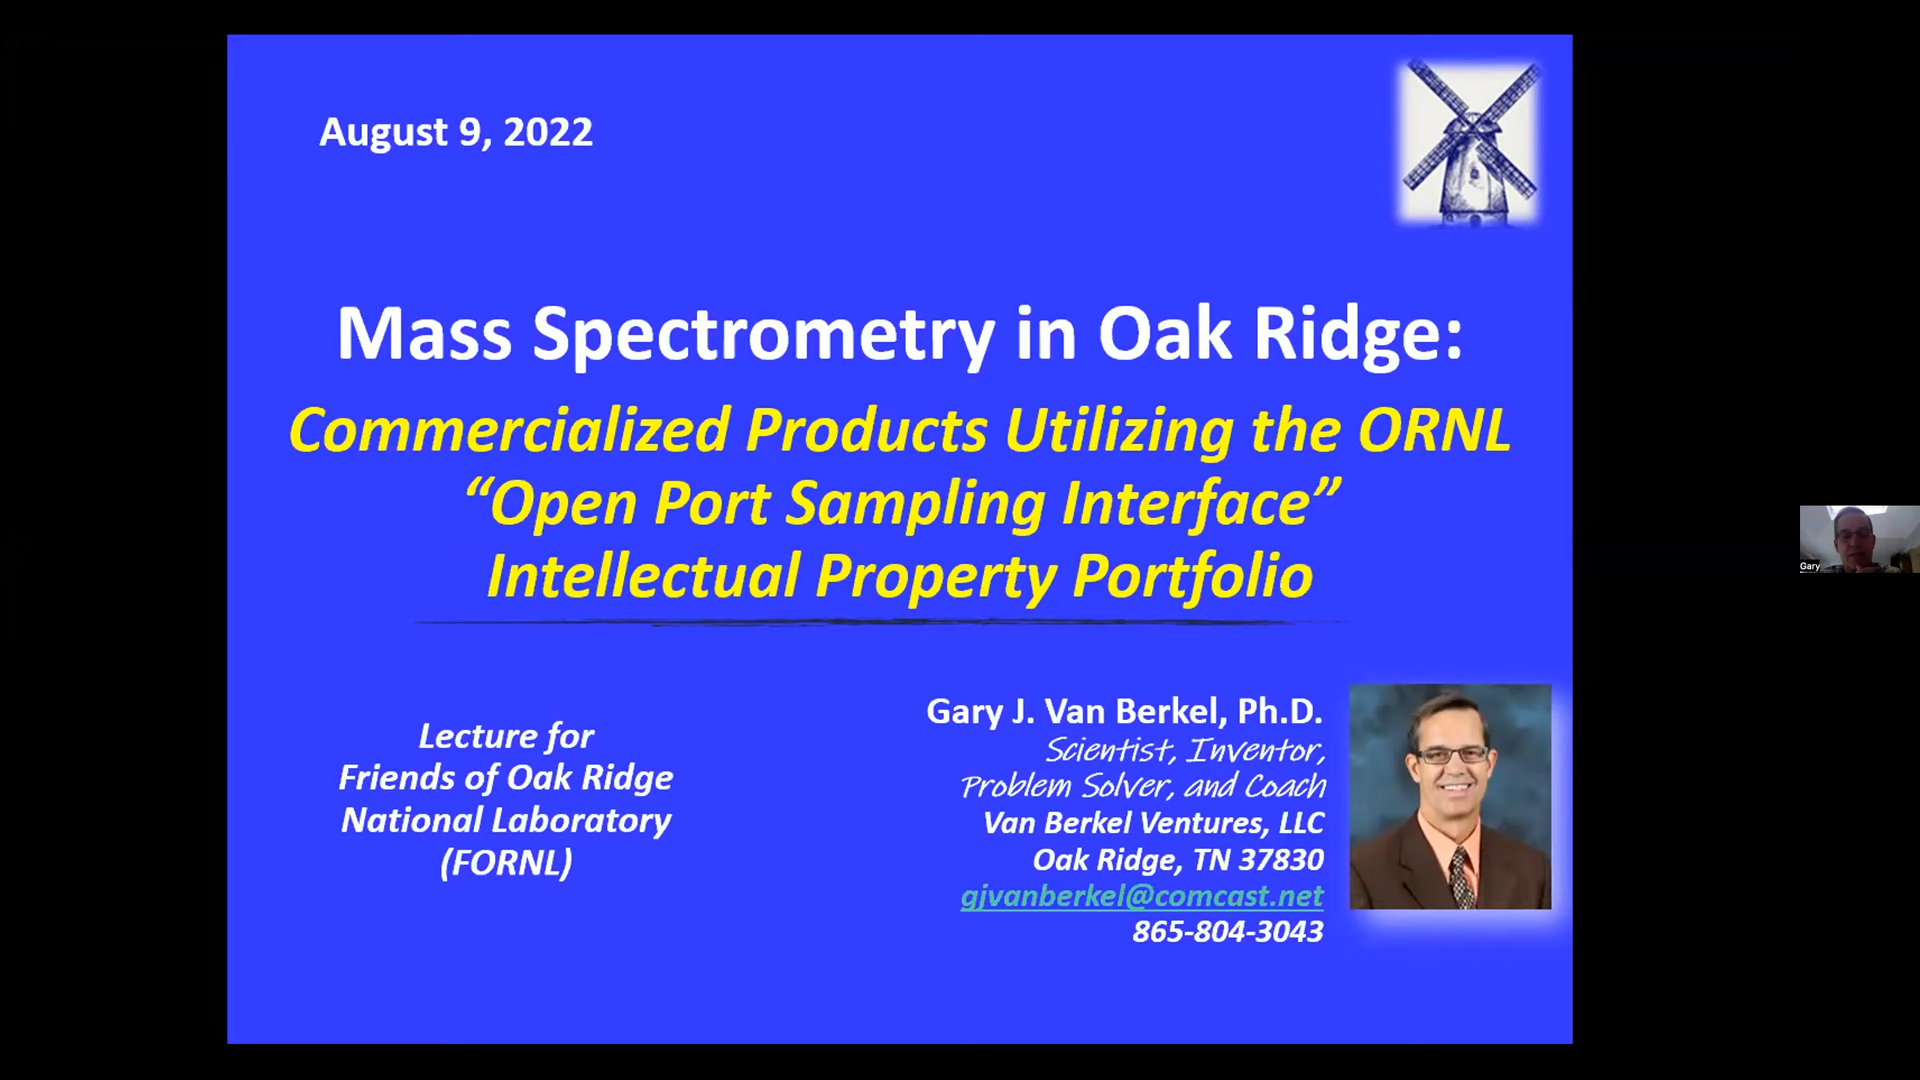 August 9, 2022
Mass Spectrometry in Oak Ridge:
Commercialized Products Utilizing the ORNL
“Open Port Sampling Interface”
Intellectual Property Portfolio
Lecture for
Friends of Oak Ridge
National Laboratory
(FORNL)
Gary J. Van Berkel, Ph.D.
Scientist, Inventor,
Problem Solver, and Coach
Van Berkel Ventures, LLC
Oak Ridge, TN 37830
gjvanberkel@comcast.net
865-804-3043
Gary